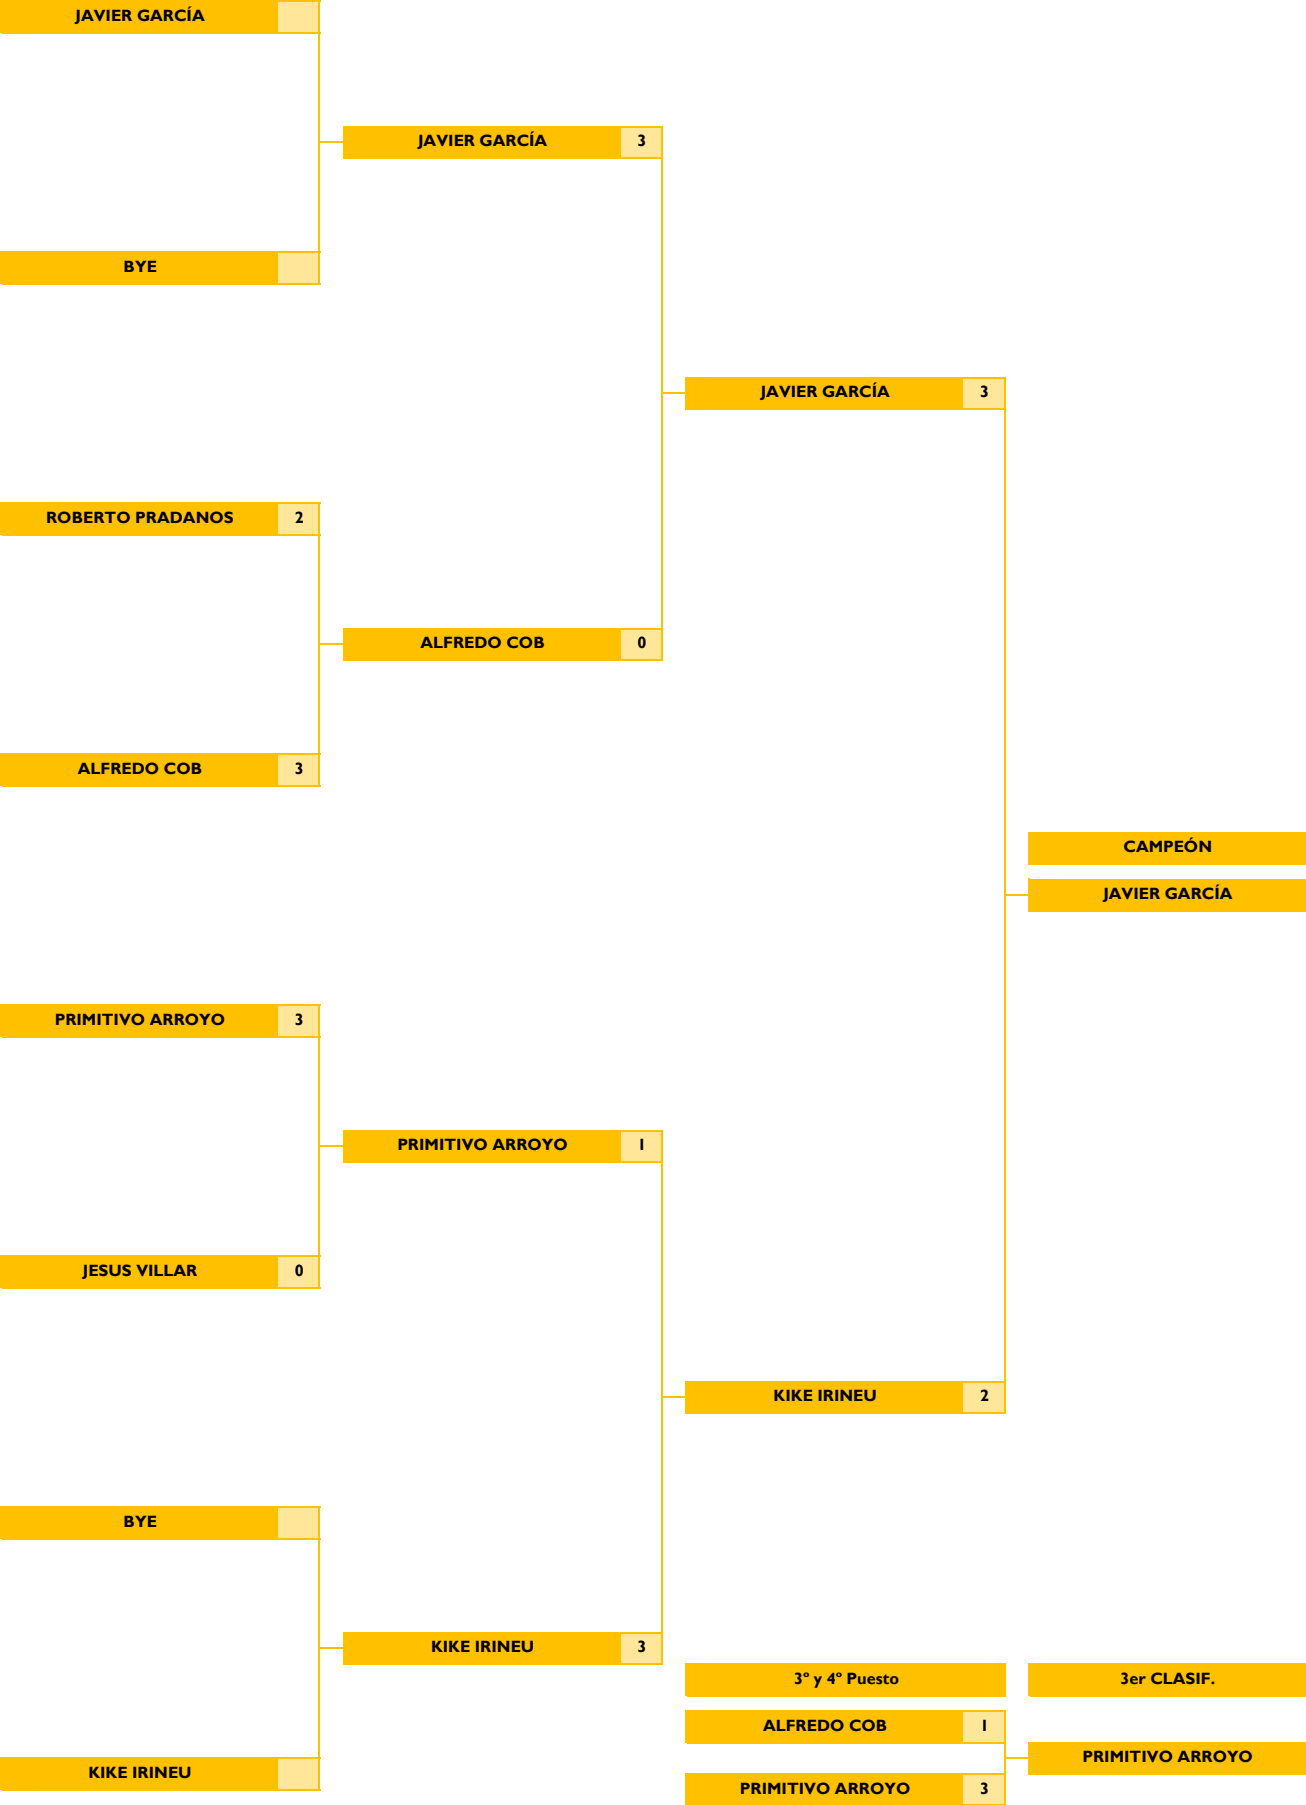 JAVIER GARCÍA
JAVIER GARCÍA 3
BYE
JAVIER GARCÍA 3
ROBERTO PRADANOS 2
ALFREDO COB 0
ALFREDO COB 3
CAMPEÓN
JAVIER GARCÍA
PRIMITIVO ARROYO 3
PRIMITIVO ARROYO 1
JESUS VILLAR 0
KIKE IRINEU 2
BYE
KIKE IRINEU 3
3º y 4º Puesto 3er CLASIF.
ALFREDO COB 1
PRIMITIVO ARROYO
KIKE IRINEU
PRIMITIVO ARROYO 3